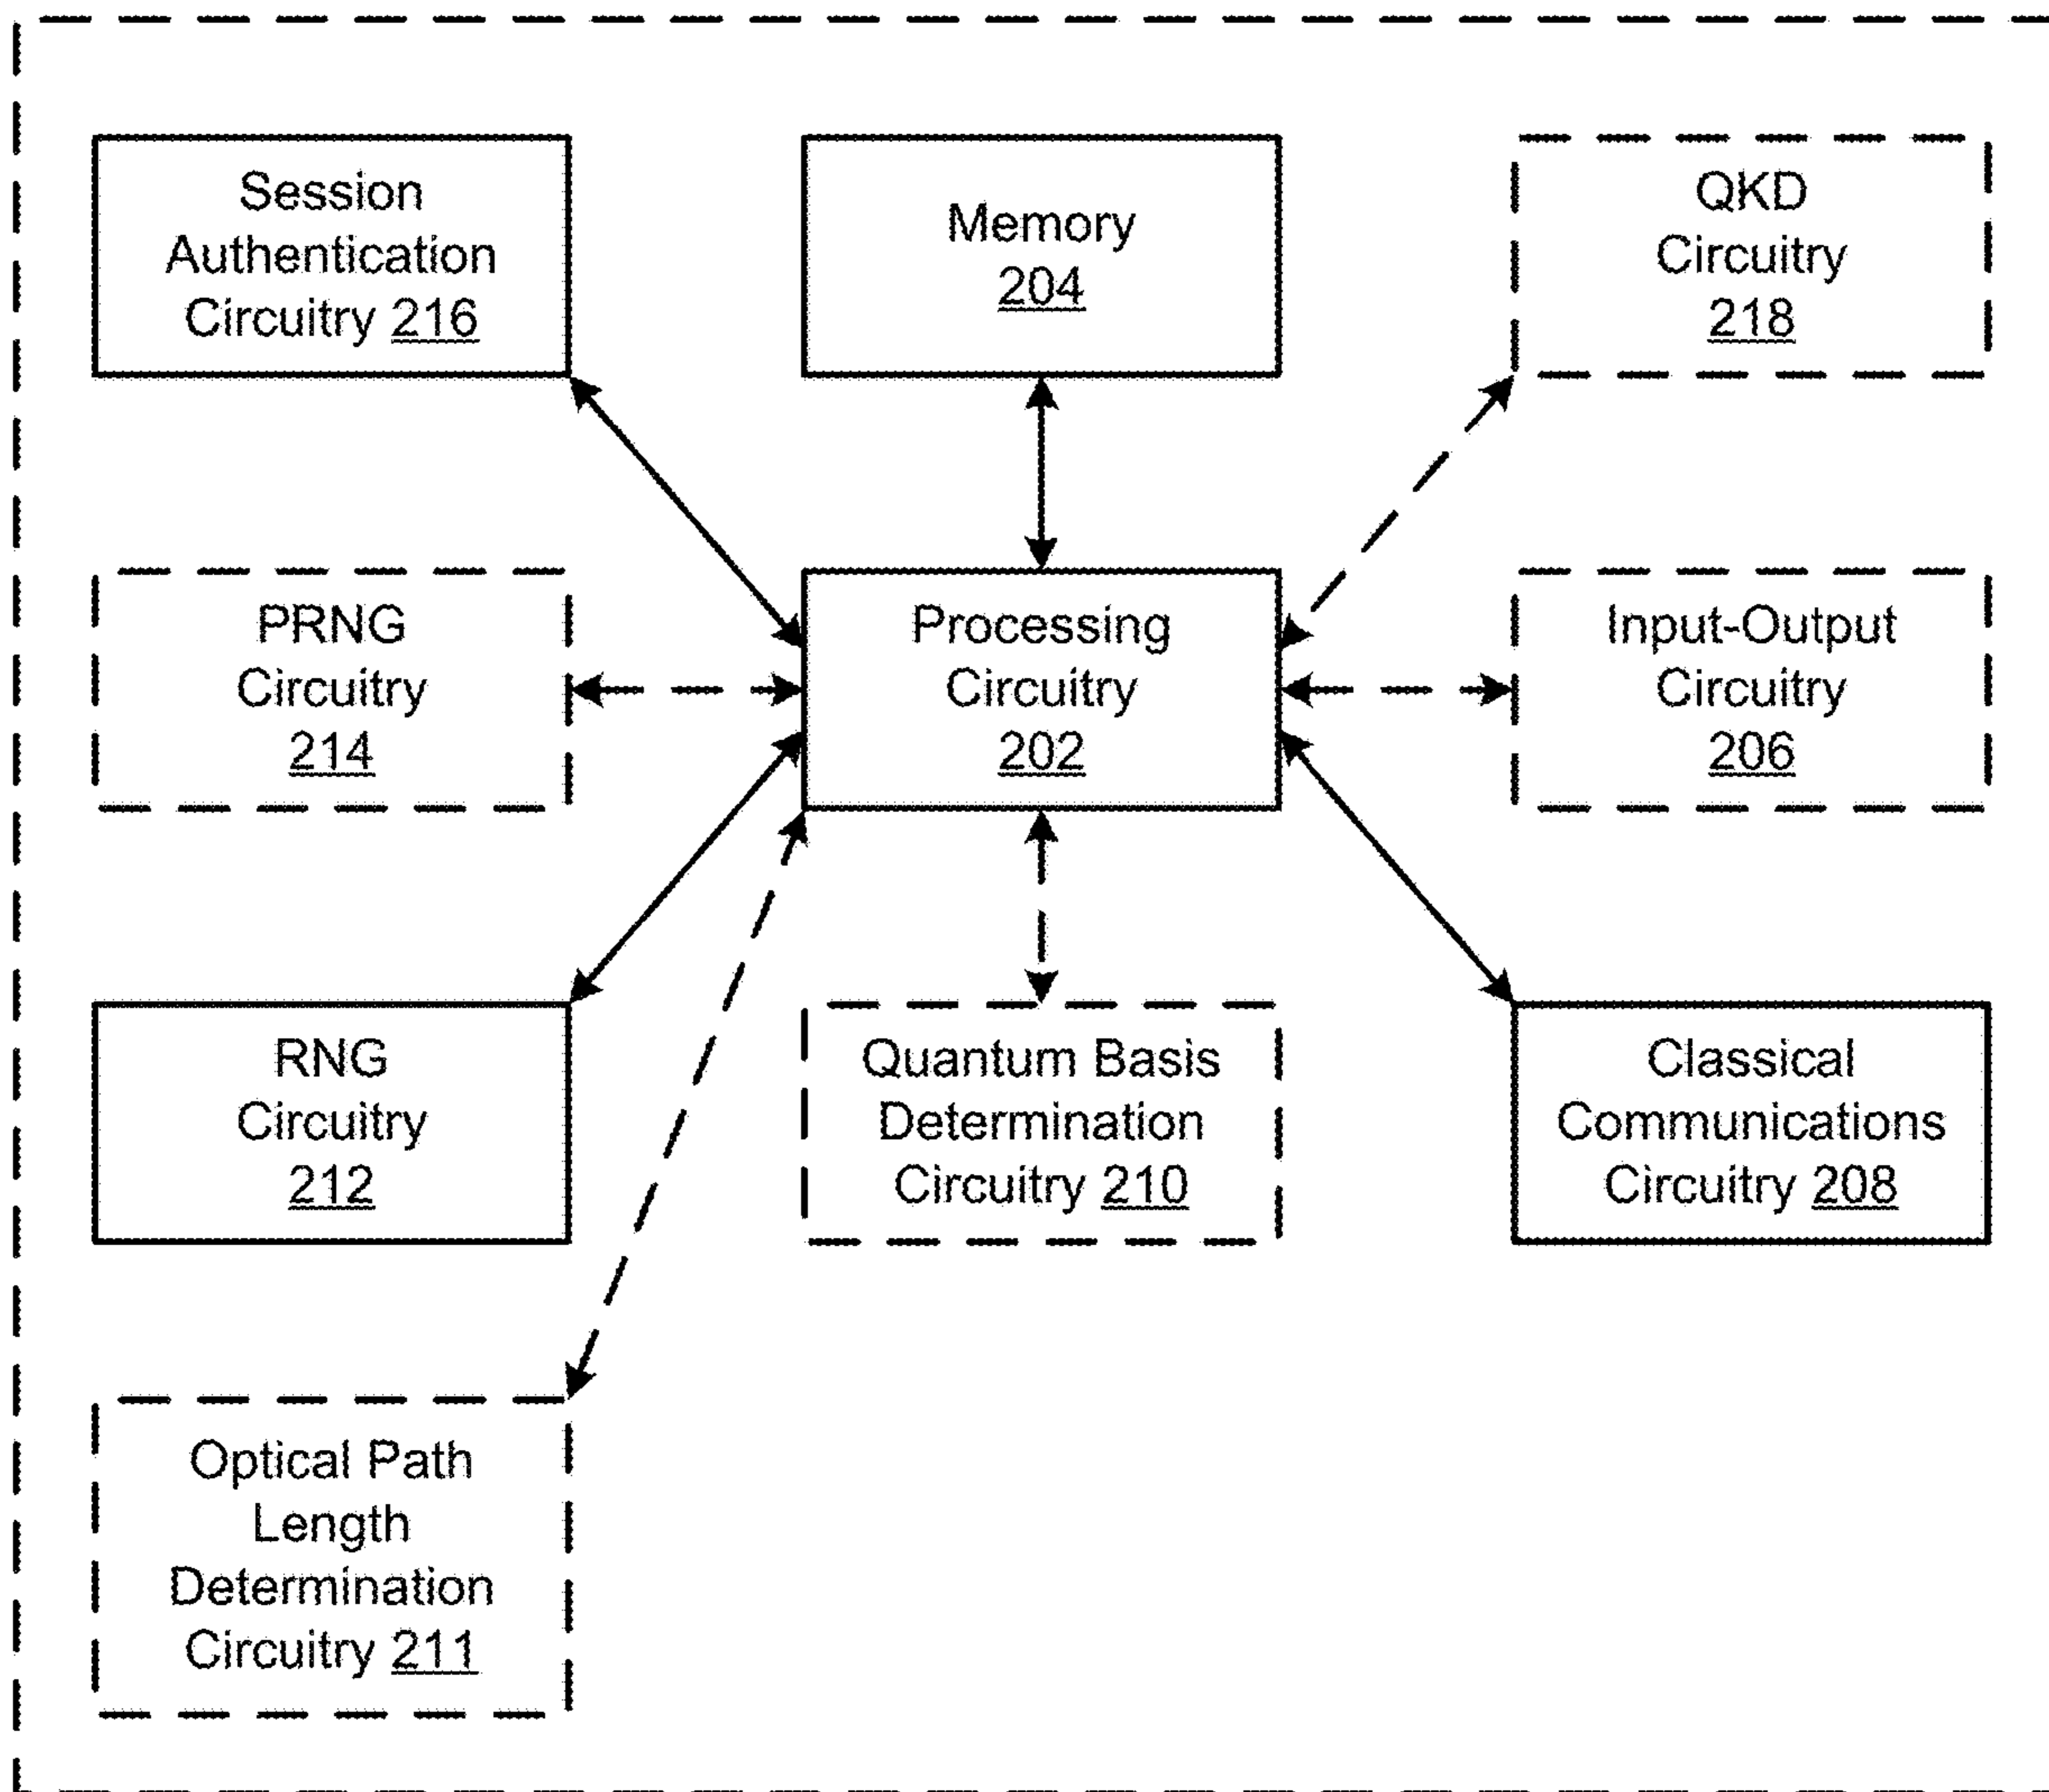 Session
Authentication
Circuitry 216
Memory
204
QKD
Circuitry
218
PRNG
Circuitry
214
Processing
Circuitry
202
Input-Output
Circuitry
206
RNG
Circuitry
212
Quantum Basis
Determination
Circuitry 210
Classical
Communications
Circuitry 208
Optical Path
Length
Determination
Circuitry 211